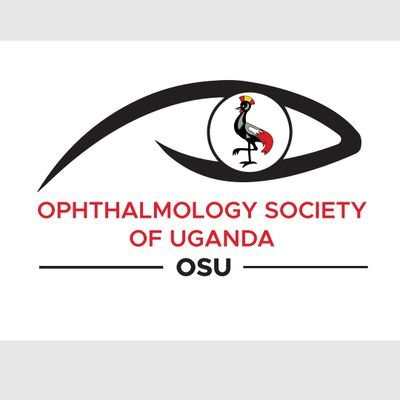 OPHTHALMOLOGY SOCIETY
OF UGANDA
OSU